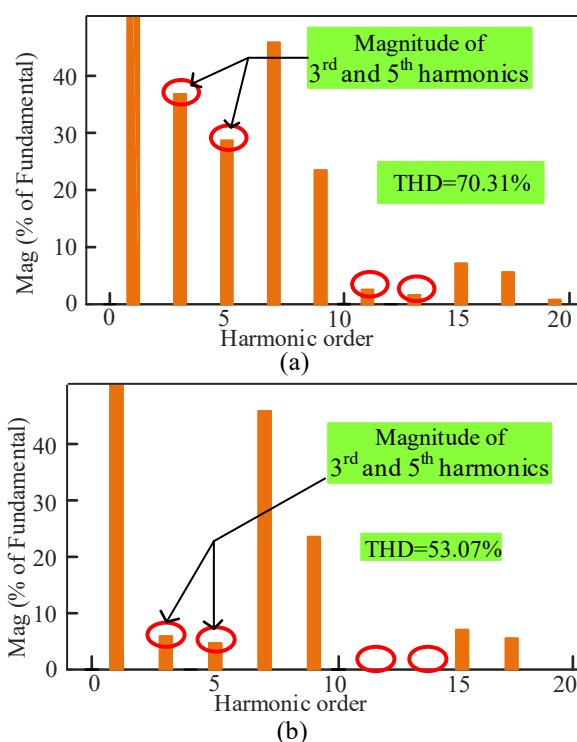 Magnitude of
3rd and 5th harmonics
40
30
20
10
0
Mag (% of Fundamental)
THD=70.31%
0
5
10
15
20
Harmonic order
(a)
Magnitude of
3rd and 5th harmonics
40
30
20
10
0
Mag (% of Fundamental)
THD=53.07%
0
5
10
15
20
Harmonic order
(b)